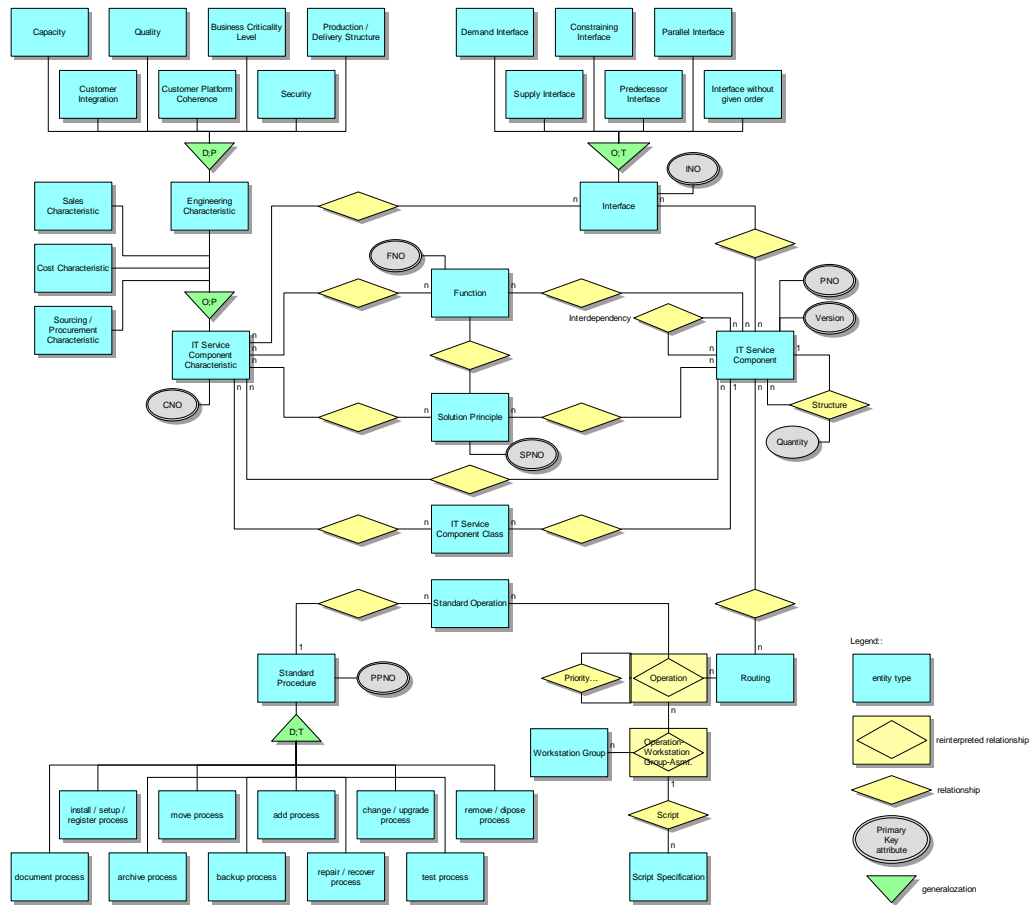 Capacity
Quality
Business Criticality
Level
Production /
Delivery Structure
Demand Interface
Constraining
Interface
Parallel Interface
Customer
Integration
Customer Platform
Coherence
Security
Supply Interface
Predecessor
Interface
Interface without
given order
D;P
O;T
INO
Sales
Characteristic
Engineering
Characteristic
n
n
Interface
n
Cost Characteristic
FNO
n
Function
n
PNO
Version
O;P
Interdependency
Sourcing /
Procurement
Characteristic
IT Service
Component
Characteristic
n
n
n
n
n
n
n
n
n
n
IT Service
Component
1
n
n
1
n
n
n
CNO
n
Solution Principle
n
Structure
SPNO
Quantity
n
IT Service
Component Class
n
n
Standard Operation
n
1
n
Legend::
Standard
Procedure
PPNO
Priority...
Operation
n
Routing
entity type
n
D;T
Workstation Group
n
Operation-
Workstation
Group-Asmt.
reinterpreted relationship
1
install / setup /
register process
move process
add process
change / upgrade
process
remove / dipose
process
Script
relationship
n
Primary
Key
attribute
document process
archive process
backup process
repair / recover
process
test process
Script Specification
generalozation